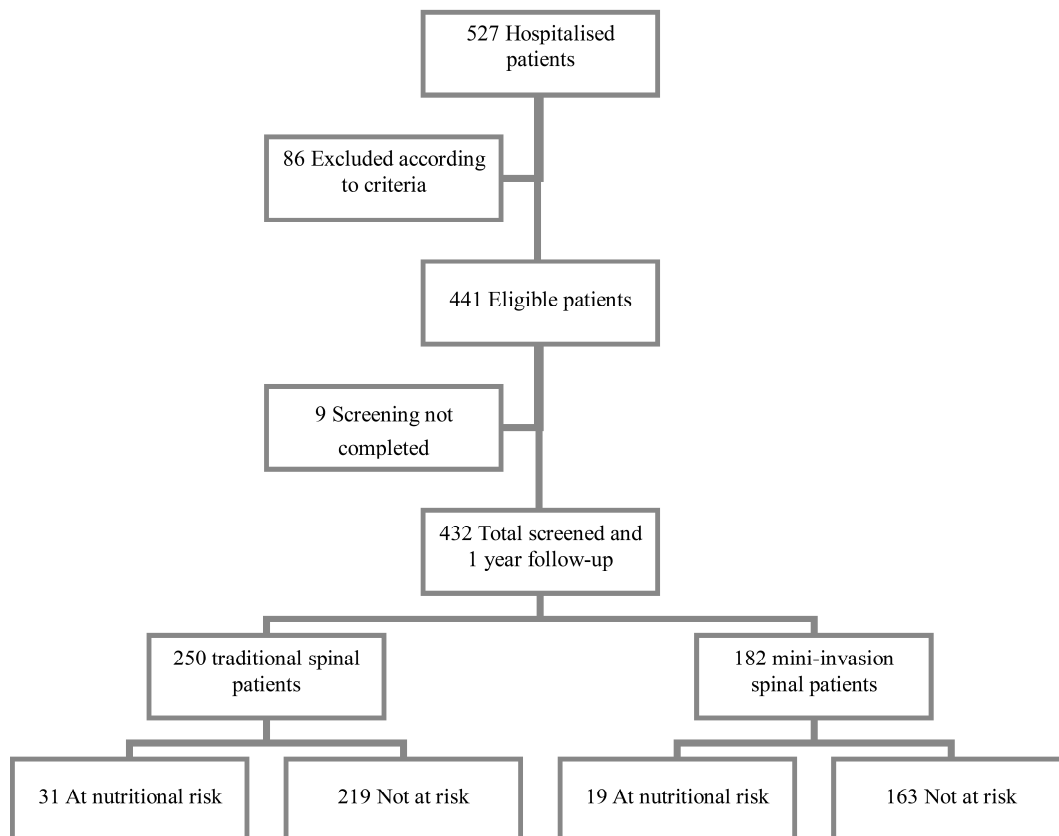 527 Hospitalised
patients
86 Excluded according
to criteria
441 Eligible patients
9 Screening not
completed
432 Total screened and
1 year follow-up
250 traditional spinal
patients
182 mini-invasion
spinal patients
31 At nutritional risk
219 Not at risk
19 At nutritional risk
163 Not at risk